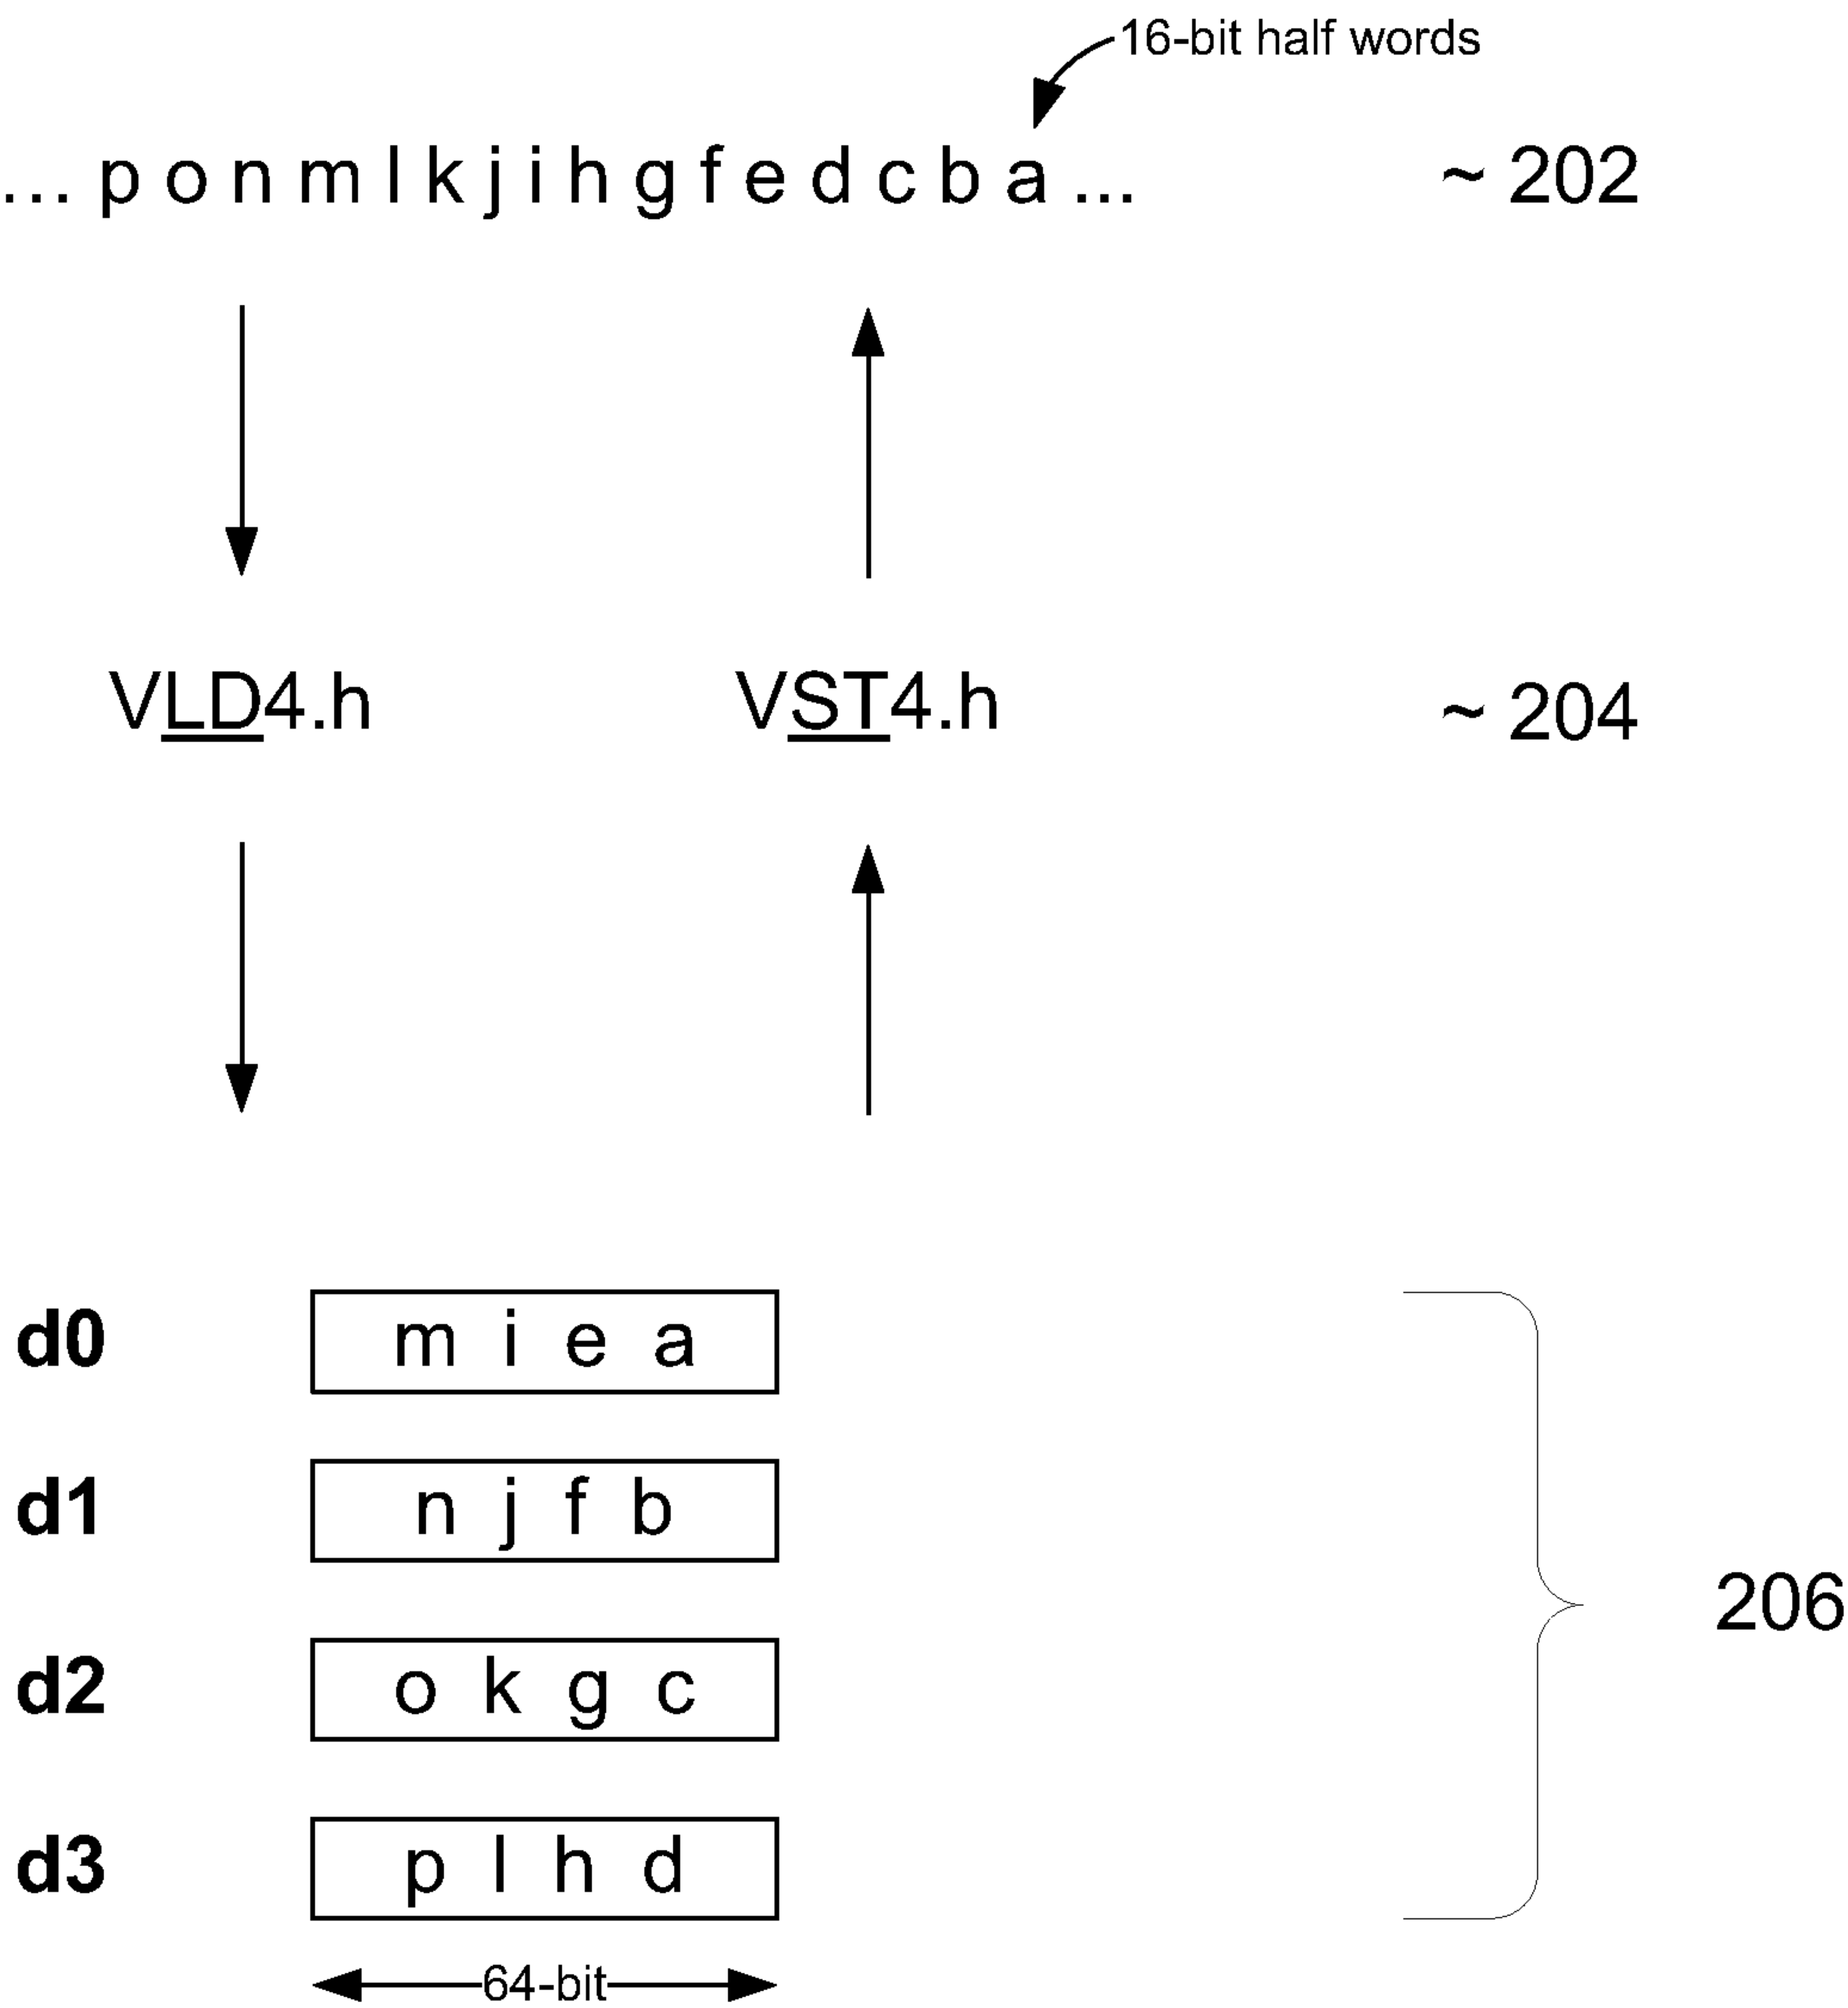 16-bit half words
... p o n m l k j i h g f e d c b a ... ~ 202
VLD4.h VST4.h ~ 204
d0 m i e a
d1 n j f b
206
d2 o k g c
d3 p l h d
64-bit